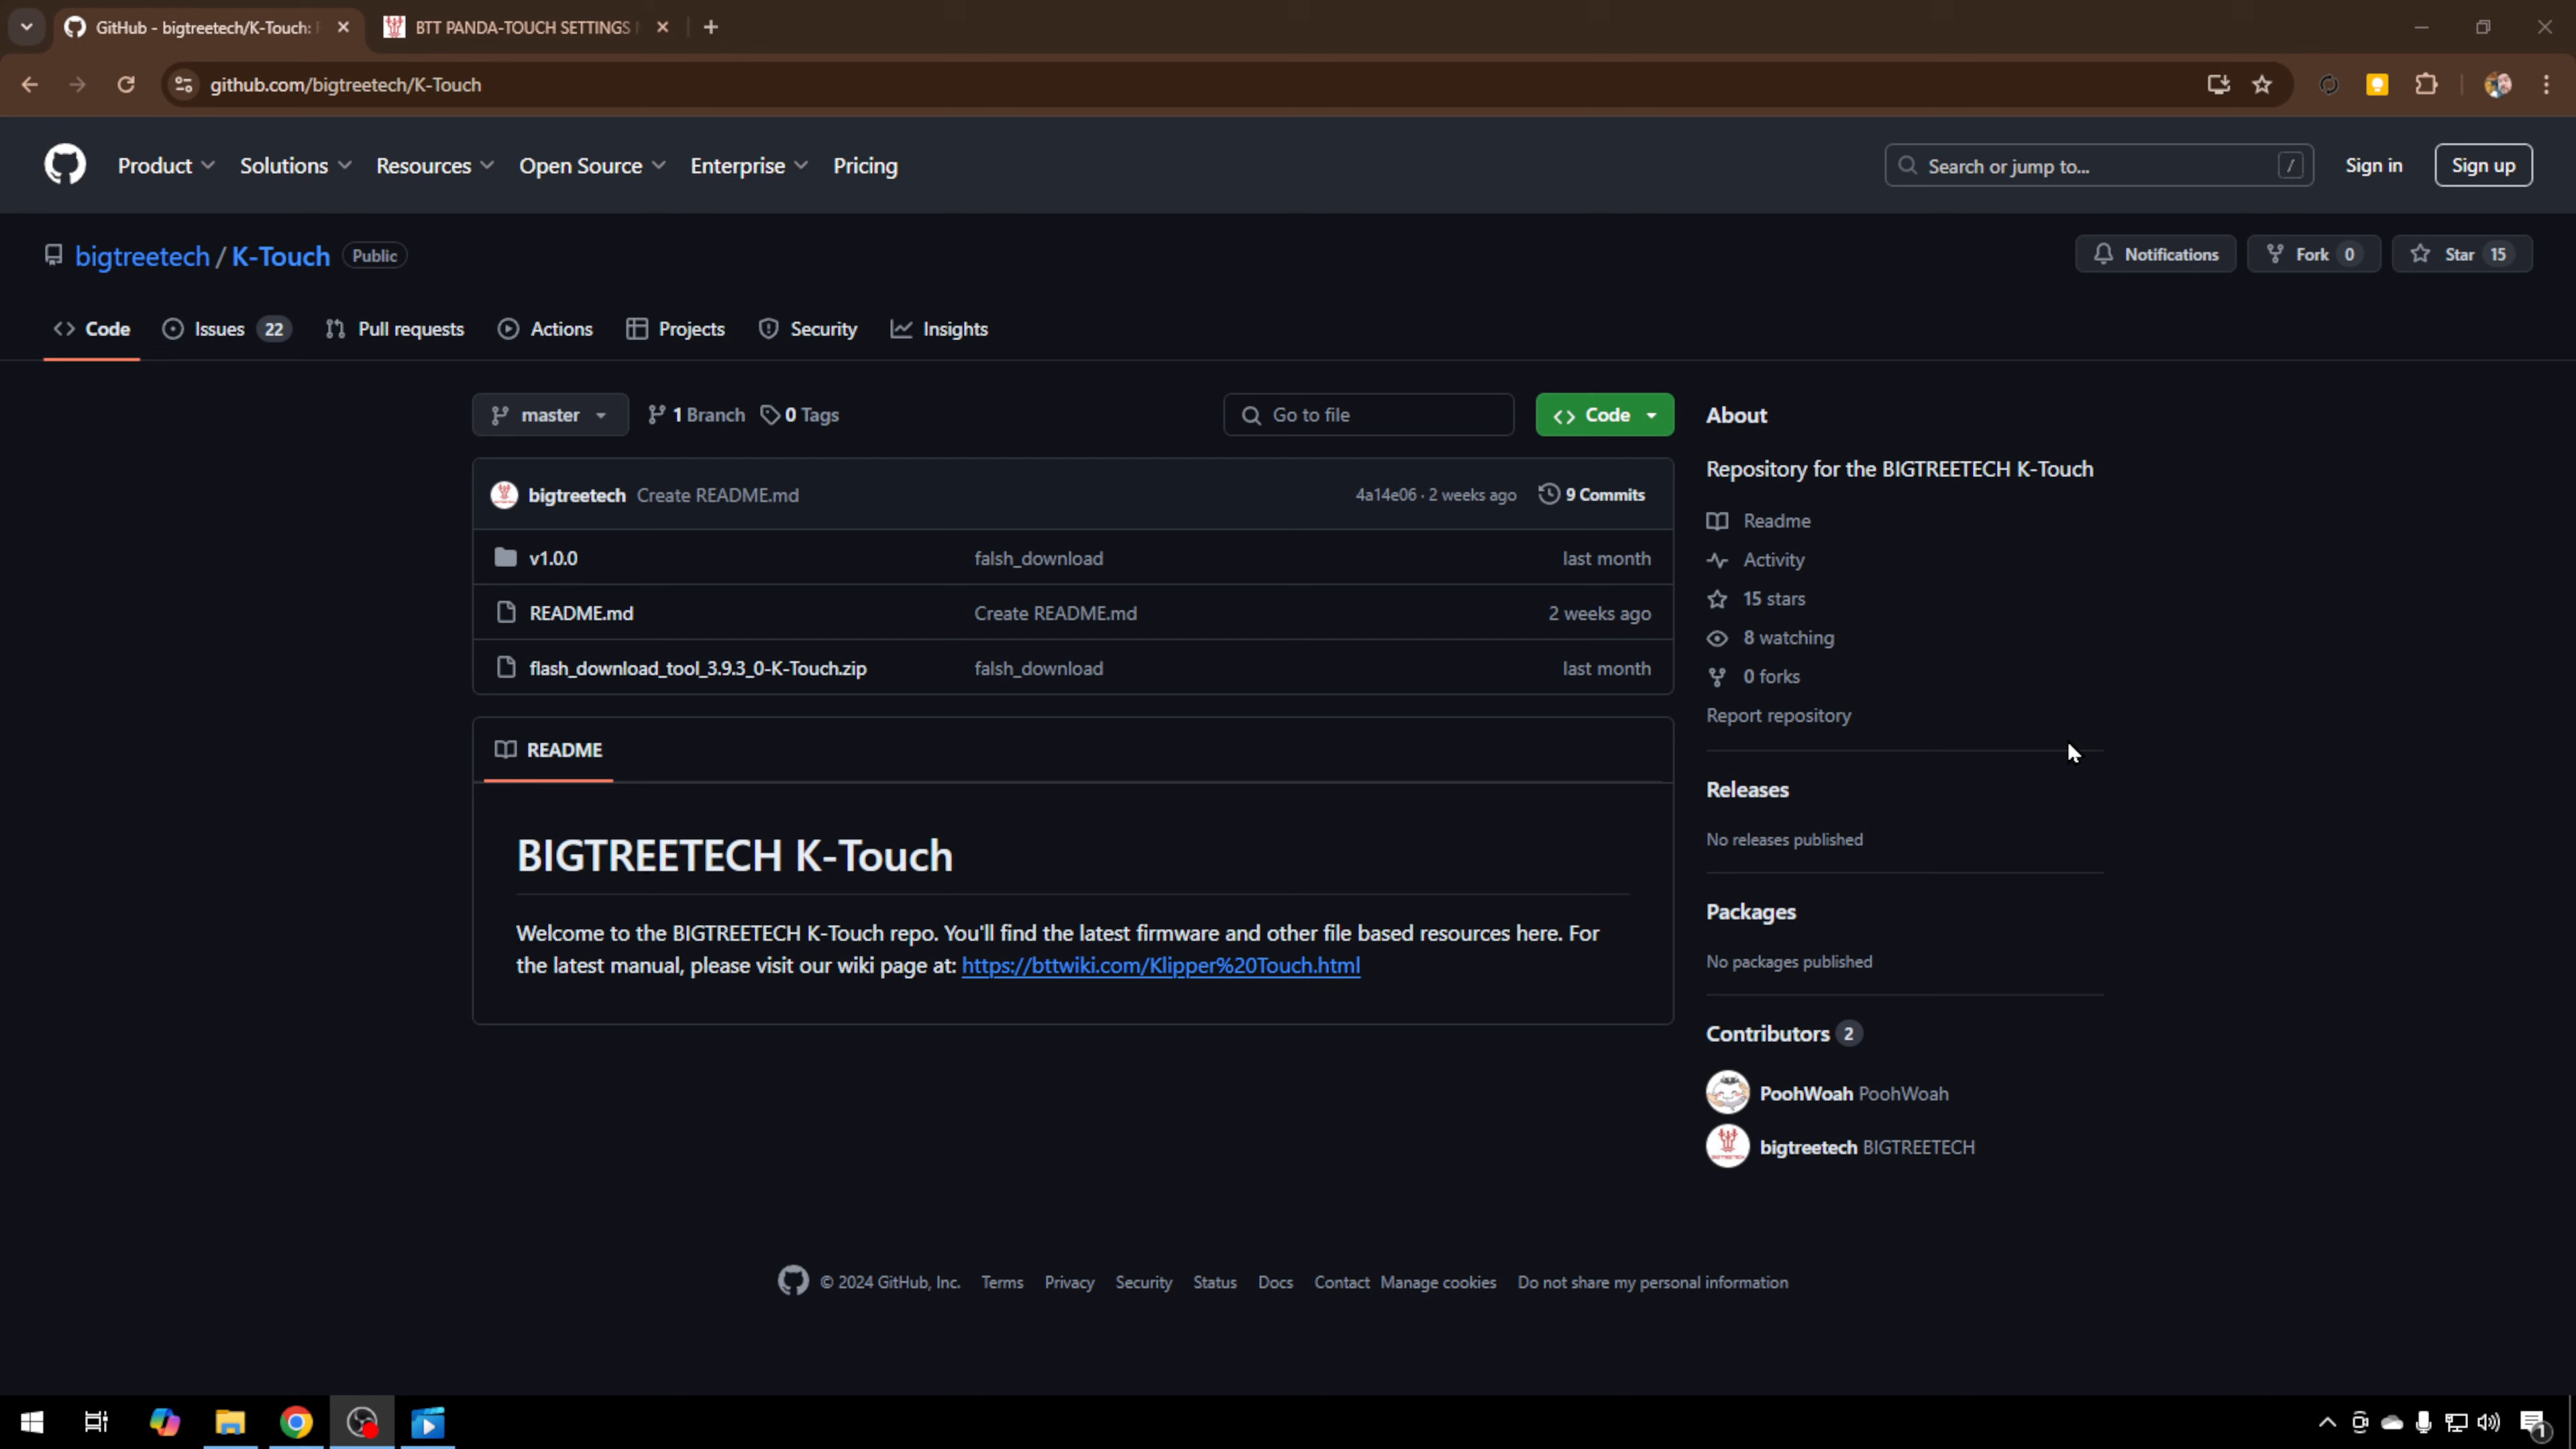 GitHub - bigtreetech/K-Touch:
BTT PANDA-TOUCH SETTINGS
github.com/bigtreetech/K-Touch
Product
Solutions
Resources
Open Source
Enterprise
Pricing
Search or jump to...
/
Sign in
Sign up
bigtreetech / K-Touch
Public
Notifications
Fork 0
Star 15
Code
Issues 22
Pull requests
Actions
Projects
Security
Insights
master
1 Branch
0 Tags
Go to file
Code
bigtreetech Create README.md 4a14e06 · 2 weeks ago 9 Commits
v1.0.0 falsh_download last month
README.md Create README.md 2 weeks ago
flash_download_tool_3.9.3_0-K-Touch.zip falsh_download last month
README
BIGTREETECH K-Touch
Welcome to the BIGTREETECH K-Touch repo. You'll find the latest firmware and other file based resources here. For
the latest manual, please visit our wiki page at: https://bttwiki.com/Klipper%20Touch.html
About
Repository for the BIGTREETECH K-Touch
Readme
Activity
15 stars
8 watching
0 forks
Report repository
Releases
No releases published
Packages
No packages published
Contributors 2
PoohWoah PoohWoah
bigtreetech BIGTREETECH
© 2024 GitHub, Inc. Terms Privacy Security Status Docs Contact Manage cookies Do not share my personal information
1